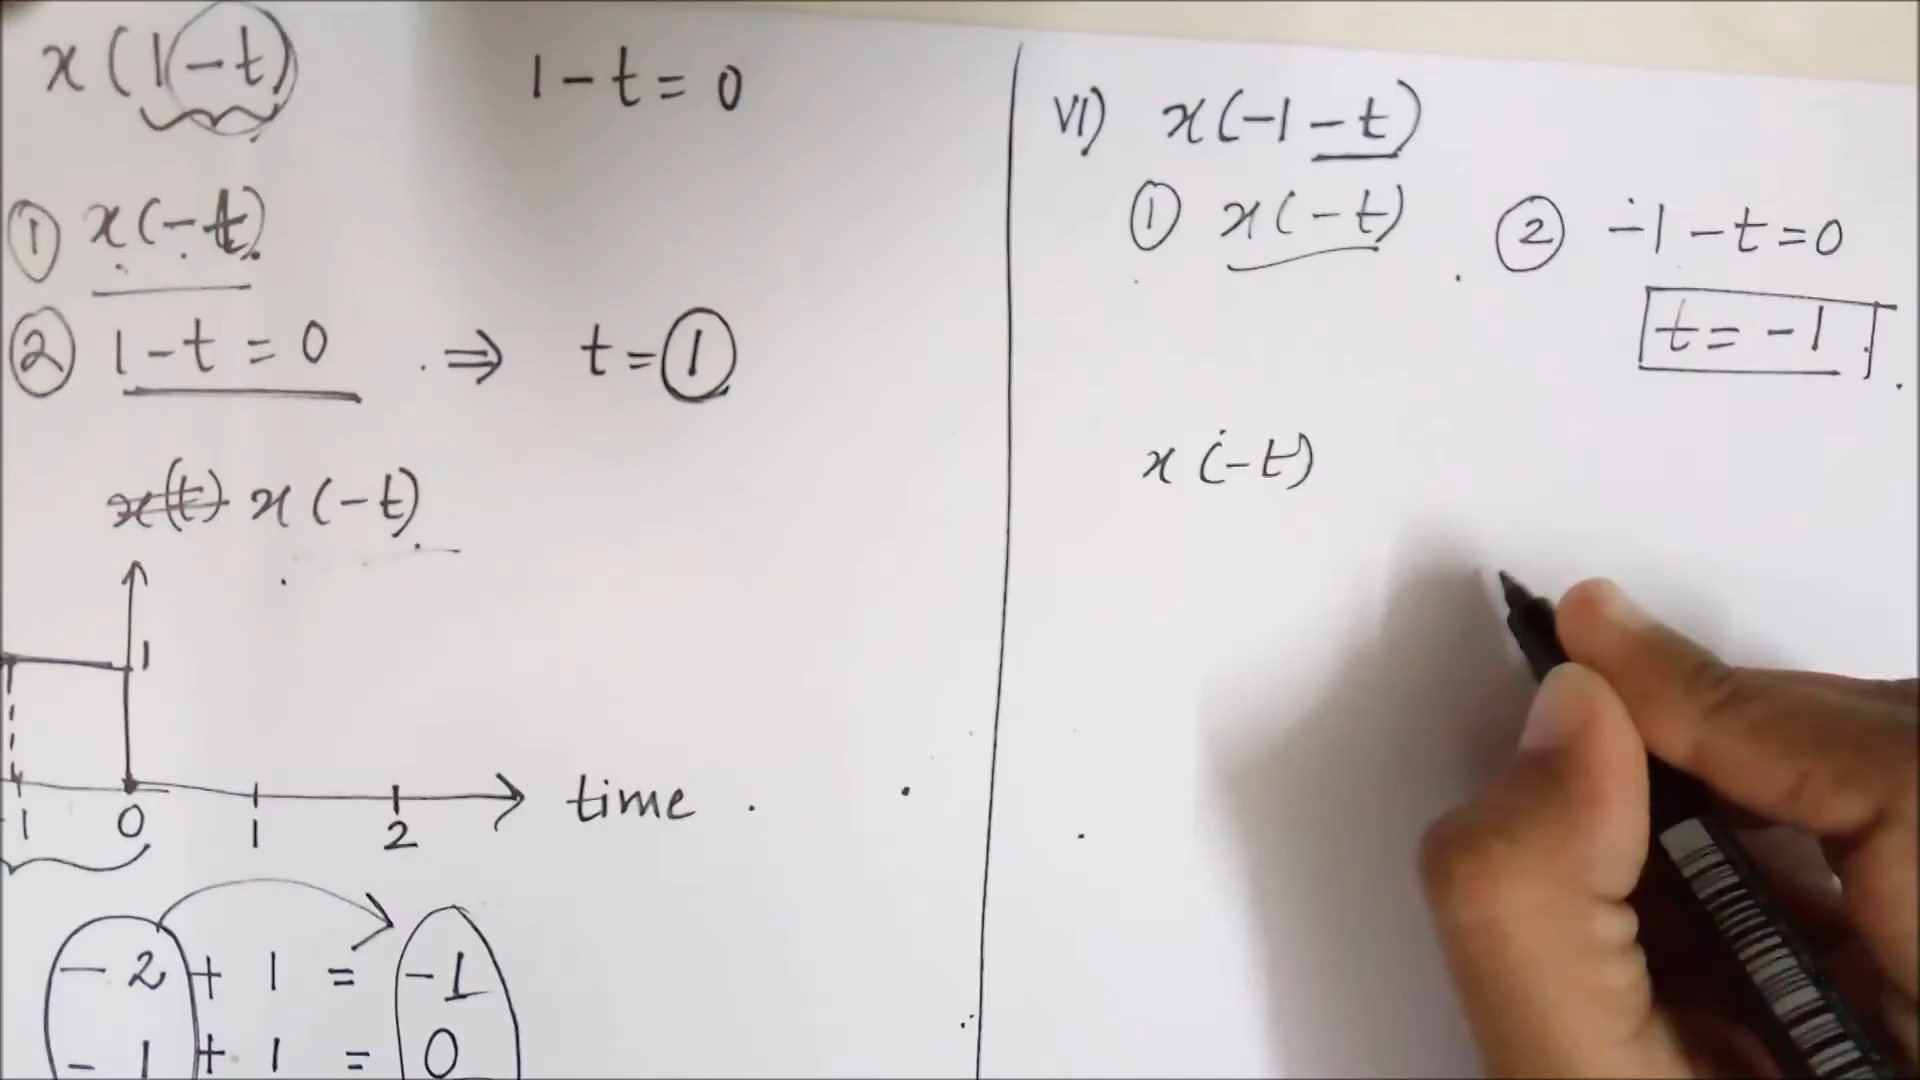 x(1-t)
1-t=0
① x(-t)
② 1-t=0 ⇒ t=1
x(t) x(-t)
1
-1 0 1 2 time
-2 + 1 = -1
-1 + 1 = 0
VI) x(-1-t)
① x(-t) ② -1-t=0
t=-1
x(-t)